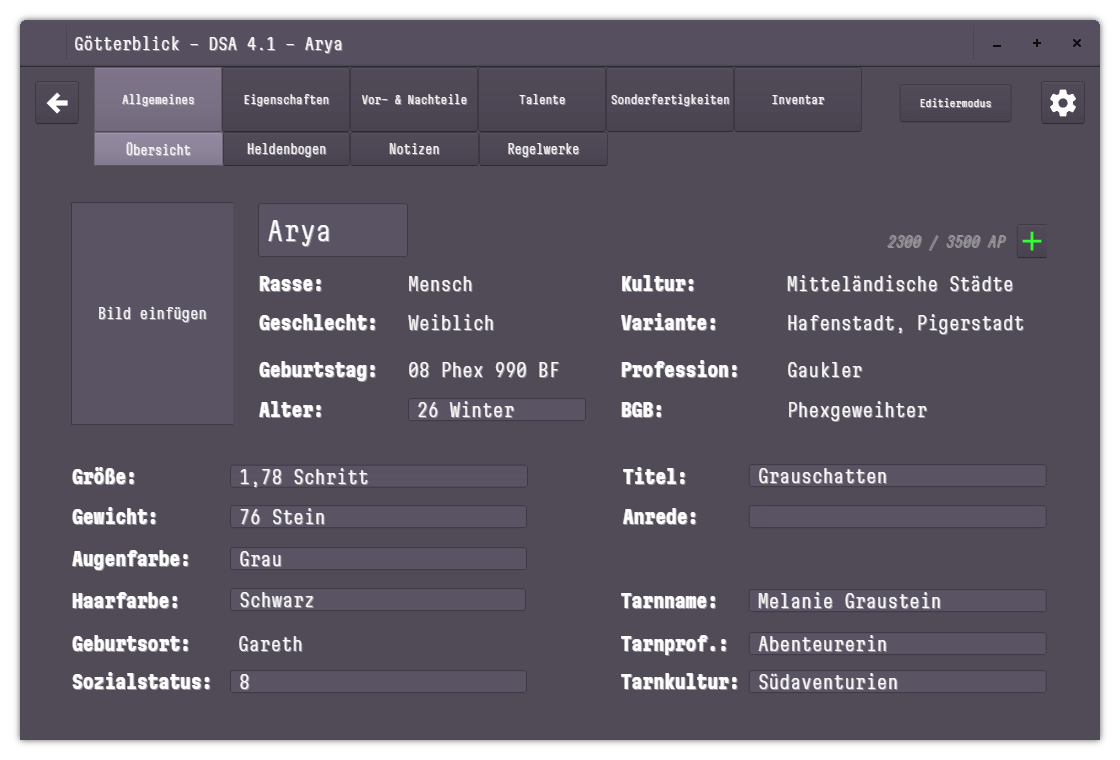 Götterblick - DSA 4.1 - Arya
Allgemeines Eigenschaften Vor- & Nachteile Talente Sonderfertigkeiten Inventar Editiermodus
Übersicht Heldenbogen Notizen Regelwerke
Arya
2300 / 3500 AP
Bild einfügen
Rasse: Mensch Kultur: Mitteländische Städte
Geschlecht: Weiblich Variante: Hafenstadt, Pigerstadt
Geburtstag: 08 Phex 990 BF Profession: Gaukler
Alter: 26 Winter BGB: Phexgeweihter
Größe: 1,78 Schritt Titel: Grauschatten
Gewicht: 76 Stein Anrede:
Augenfarbe: Grau
Haarfarbe: Schwarz Tarnname: Melanie Graustein
Geburtsort: Gareth Tarnprof.: Abenteurerin
Sozialstatus: 8 Tarnkultur: Südaventurien